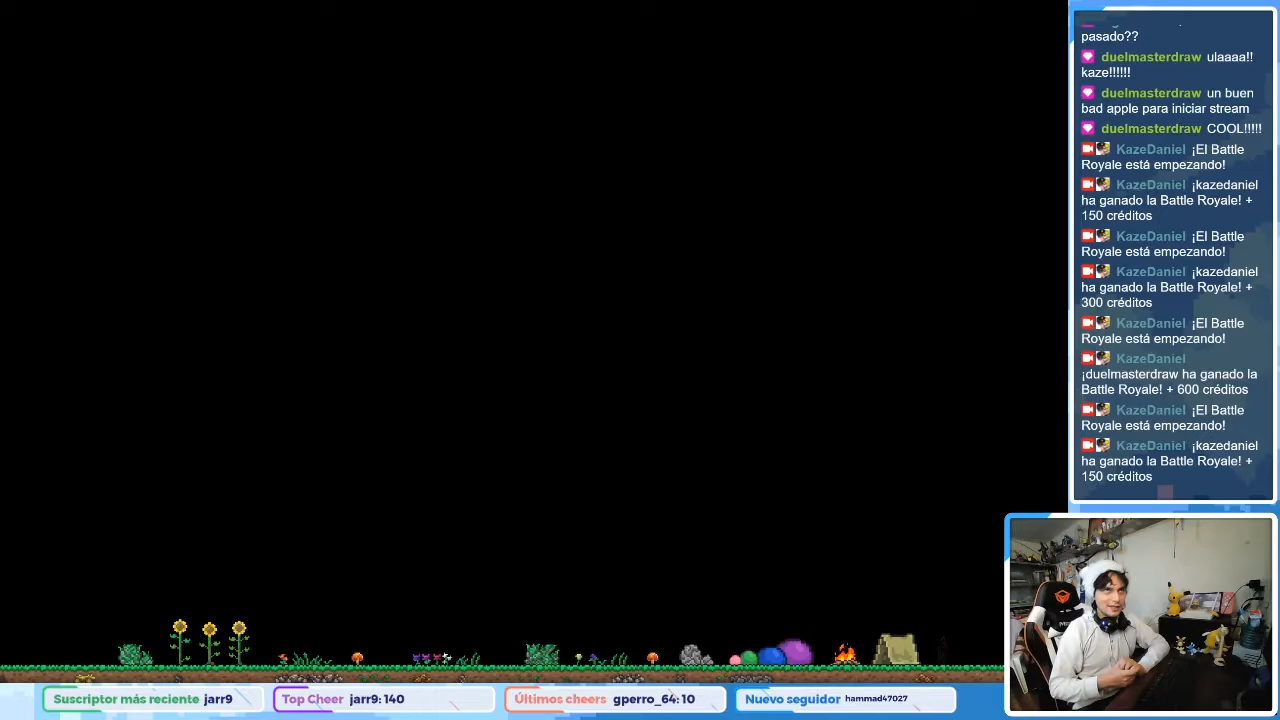 pasado??
duelmasterdraw ulaaaa!!
kaze!!!!!!
duelmasterdraw un buen
bad apple para iniciar stream
duelmasterdraw COOL!!!!!
KazeDaniel ¡El Battle
Royale está empezando!
KazeDaniel ¡kazedaniel
ha ganado la Battle Royale! +
150 créditos
KazeDaniel ¡El Battle
Royale está empezando!
KazeDaniel ¡kazedaniel
ha ganado la Battle Royale! +
300 créditos
KazeDaniel ¡El Battle
Royale está empezando!
KazeDaniel
¡duelmasterdraw ha ganado la
Battle Royale! + 600 créditos
KazeDaniel ¡El Battle
Royale está empezando!
KazeDaniel ¡kazedaniel
ha ganado la Battle Royale! +
150 créditos
Suscriptor más reciente jarr9
Top Cheer jarr9: 140
Últimos cheers gperro_64: 10
Nuevo seguidor hammad47027